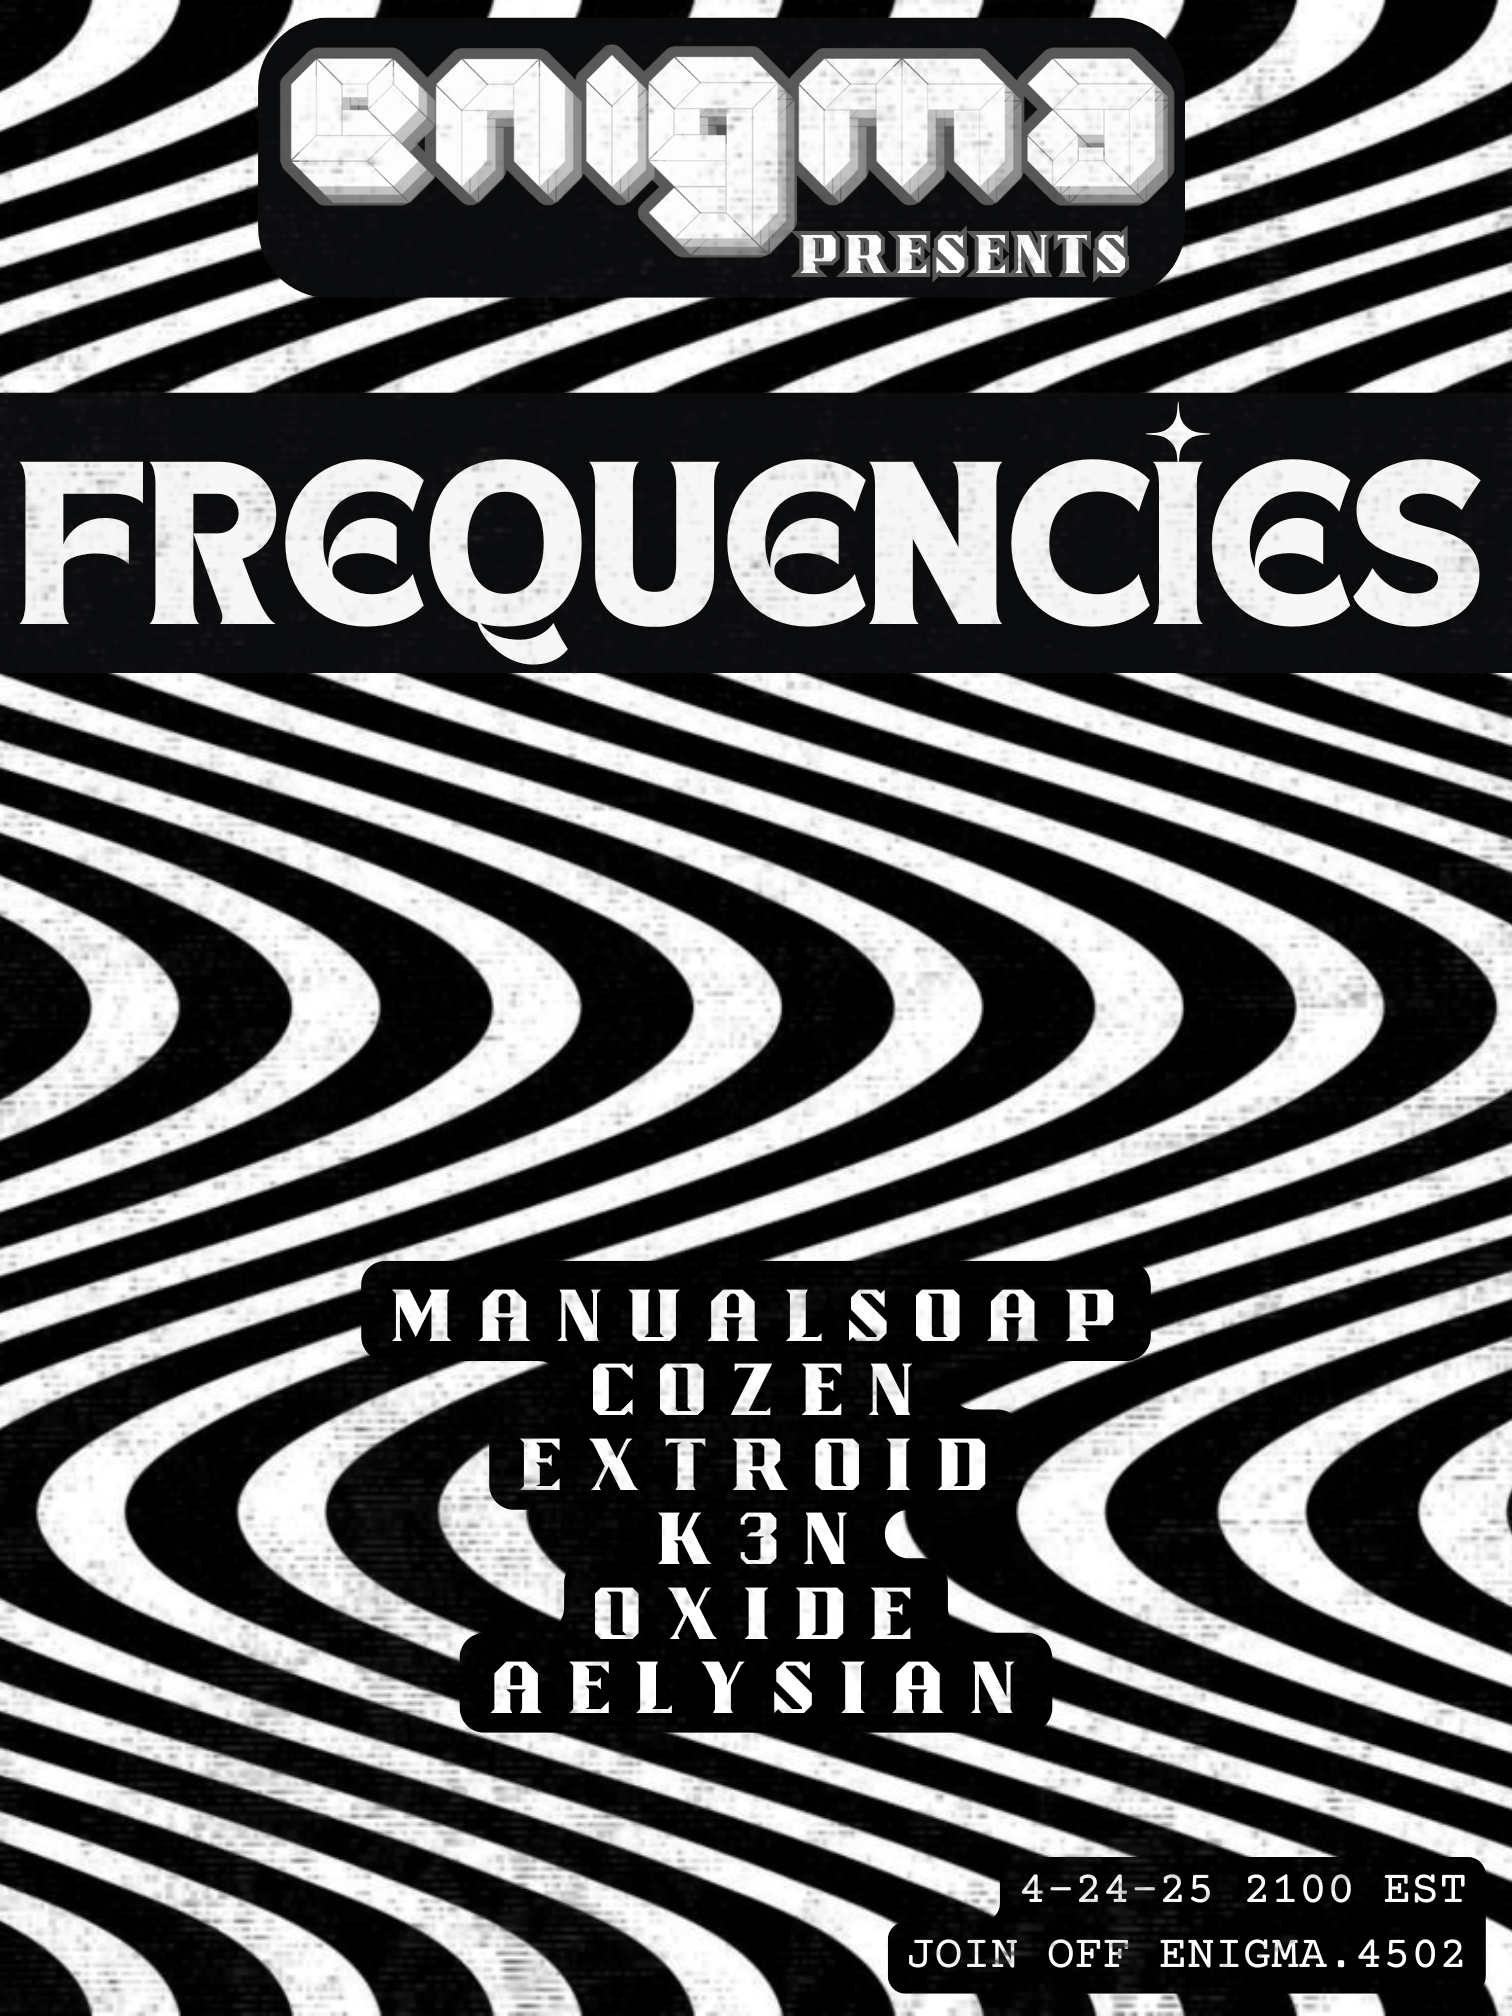 enigma
PRESENTS
FREQUENCIES
MANUALSOAP
COZEN
EXTROID
K3N
OXIDE
AELYSIAN
4-24-25 2100 EST
JOIN OFF ENIGMA.4502